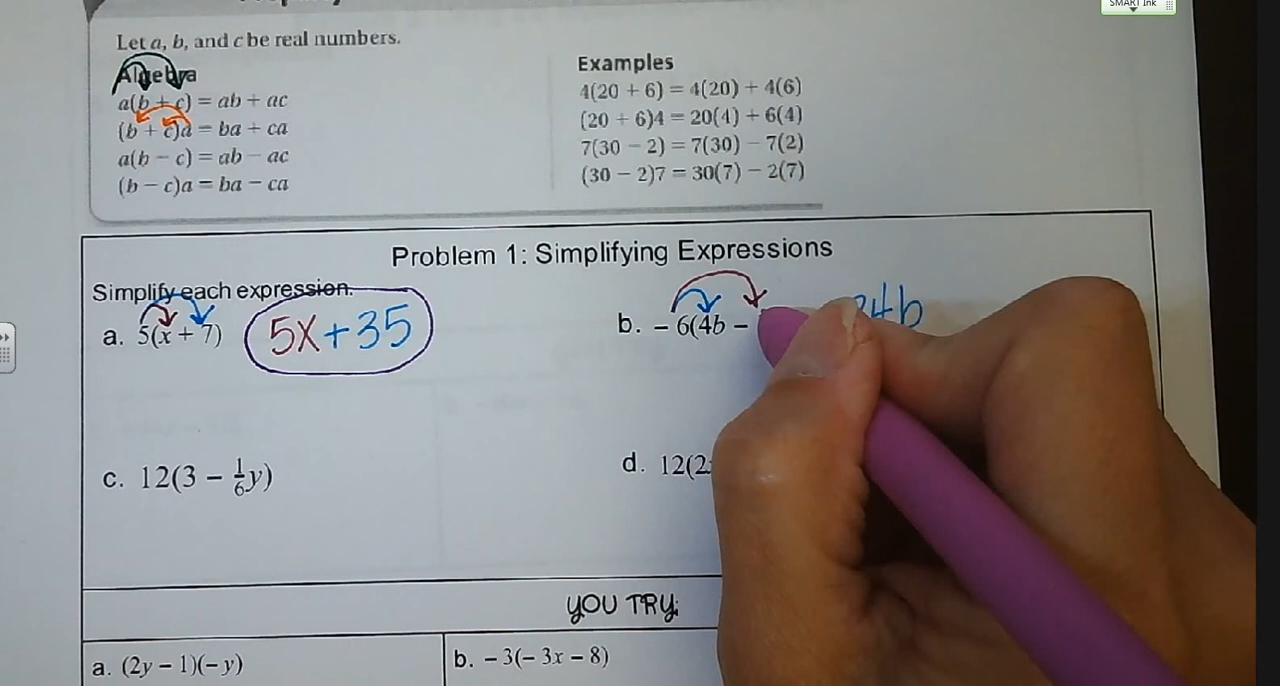 SMART Ink
Let a, b, and c be real numbers.
Algebra
a(b + c) = ab + ac
(b + c)a = ba + ca
a(b − c) = ab − ac
(b − c)a = ba − ca
Examples
4(20 + 6) = 4(20) + 4(6)
(20 + 6)4 = 20(4) + 6(4)
7(30 − 2) = 7(30) − 7(2)
(30 − 2)7 = 30(7) − 2(7)
Problem 1: Simplifying Expressions
Simplify each expression.
a. 5(x + 7) 5x + 35
b. − 6(4b − 24b
c. 12(3 − 1/6 y)
d. 12(2
YOU TRY:
a. (2y − 1)(− y)
b. − 3(− 3x − 8)